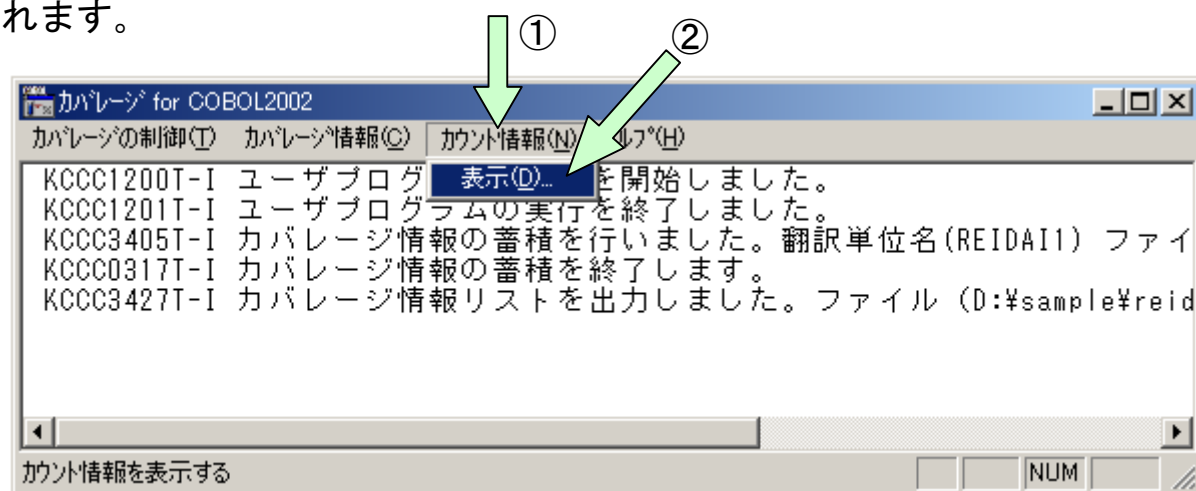 れます。
① ②
カバレージ for COBOL2002
カバレージの制御(T) カバレージ情報(C) カウント情報(N) ルプ(H)
表示(D)...
KCCC1200T-I ユーザプログ を開始しました。
KCCC1201T-I ユーザプログラムの実行を終了しました。
KCCC3405T-I カバレージ情報の蓄積を行いました。翻訳単位名(REIDAI1) ファイ
KCCC0317T-I カバレージ情報の蓄積を終了します。
KCCC3427T-I カバレージ情報リストを出力しました。ファイル (D:¥sample¥reid
カウント情報を表示する
NUM